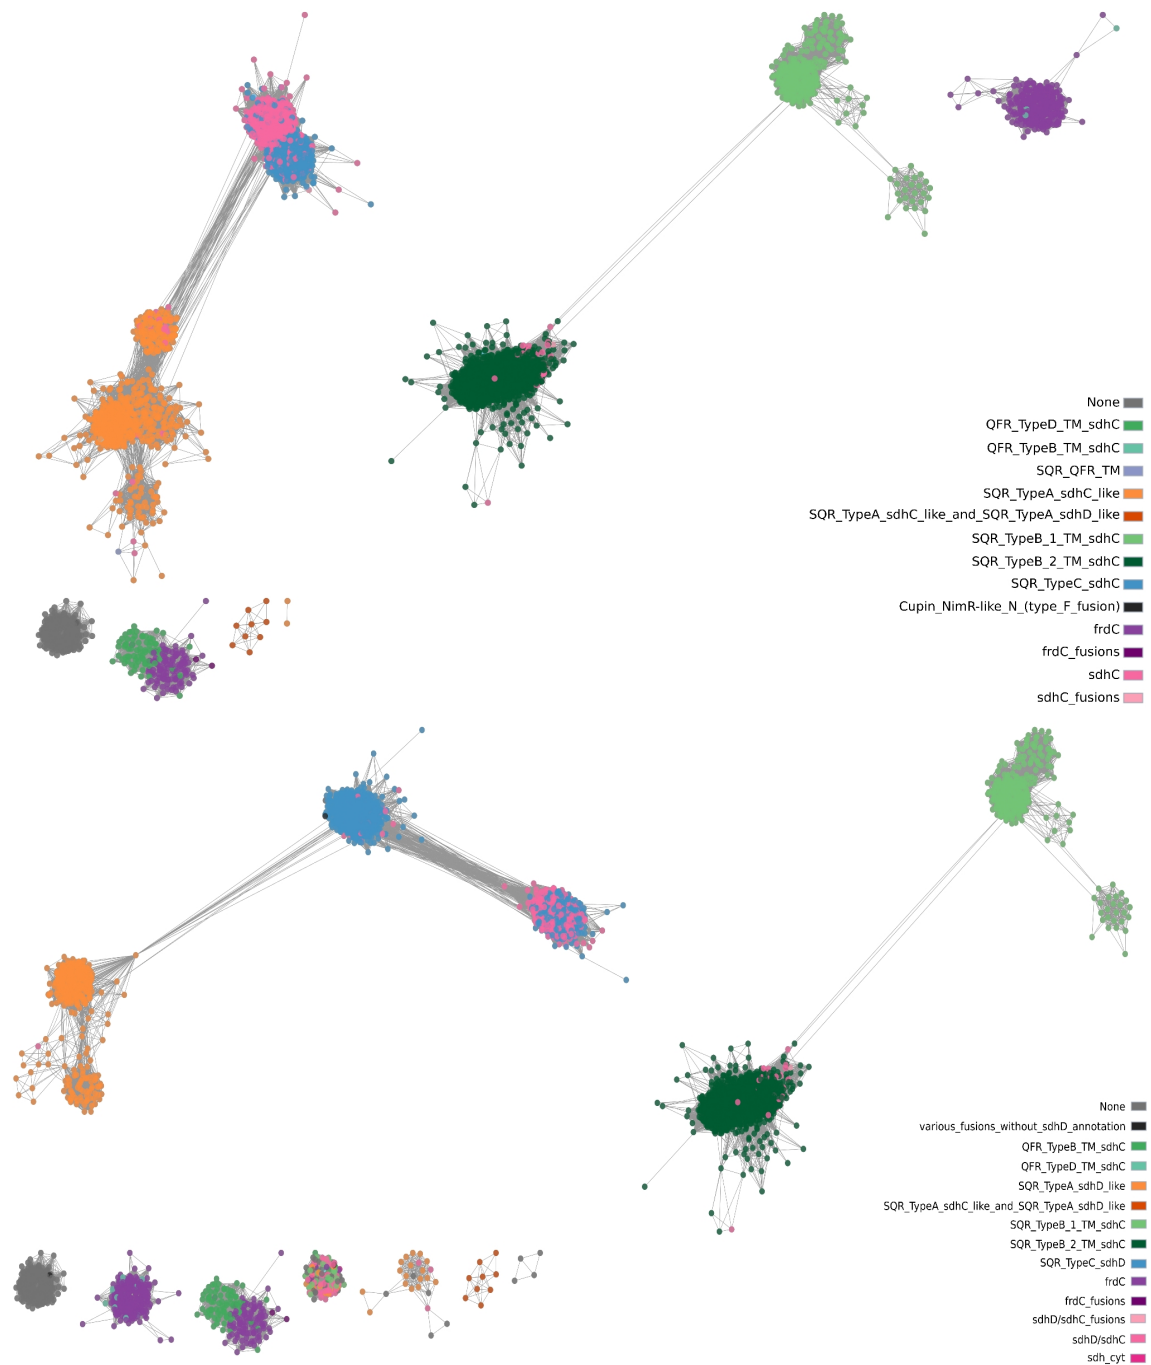 None
QFR_TypeD_TM_sdhC
QFR_TypeB_TM_sdhC
SQR_QFR_TM
SQR_TypeA_sdhC_like
SQR_TypeA_sdhC_like_and_SQR_TypeA_sdhD_like
SQR_TypeB_1_TM_sdhC
SQR_TypeB_2_TM_sdhC
SQR_TypeC_sdhC
Cupin_NimR-like_N_(type_F_fusion)
frdC
frdC_fusions
sdhC
sdhC_fusions
None
various_fusions_without_sdhD_annotation
QFR_TypeB_TM_sdhC
QFR_TypeD_TM_sdhC
SQR_TypeA_sdhD_like
SQR_TypeA_sdhC_like_and_SQR_TypeA_sdhD_like
SQR_TypeB_1_TM_sdhC
SQR_TypeB_2_TM_sdhC
SQR_TypeC_sdhD
frdC
frdC_fusions
sdhD/sdhC_fusions
sdhD/sdhC
sdh_cyt